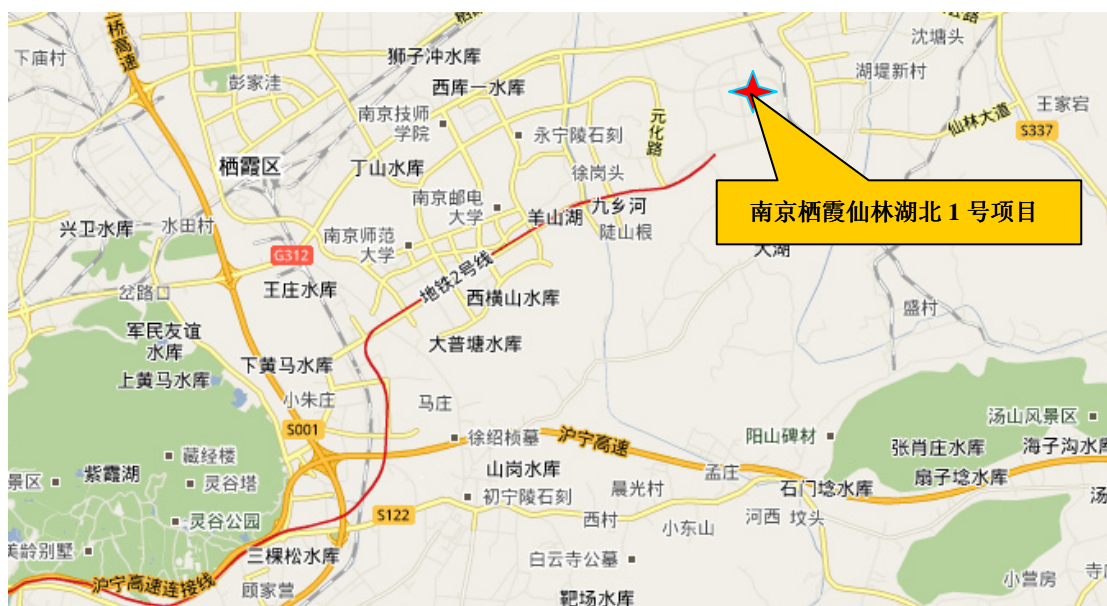 二桥高速
下庙村
彭家洼
狮子冲水库
西库一水库
沈塘头
湖堤新村
王家宕
仙林大道
S337
南京技师
学院
永宁陵石刻
元化路
栖霞区
丁山水库
徐岗头
南京邮电
大学
羊山湖
九乡河
陡山根
南京栖霞仙林湖北 1 号项目
兴卫水库
水田村
南京师范
大学
G312
地铁2号线
岔路口
王庄水库
西横山水库
盛村
军民友谊
水库
大普塘水库
下黄马水库
上黄马水库
小朱庄
马庄
S001
徐绍桢墓
沪宁高速
阳山碑材
汤山风景区
张肖庄水库
海子沟水库
藏经楼
景区
紫霞湖
灵谷塔
山岗水库
孟庄
扇子埝水库
石门埝水库
初宁陵石刻
晨光村
汤
灵谷公园
S122
西村
小东山
河西
坟头
美龄别墅
三棵松水库
白云寺公墓
沪宁高速连接线
顾家营
靶场水库
小营房
寺